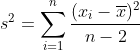 s^2 = \sum_{i=1}^{n} \frac{(x_i - \overline{x})^2}{n - 2}